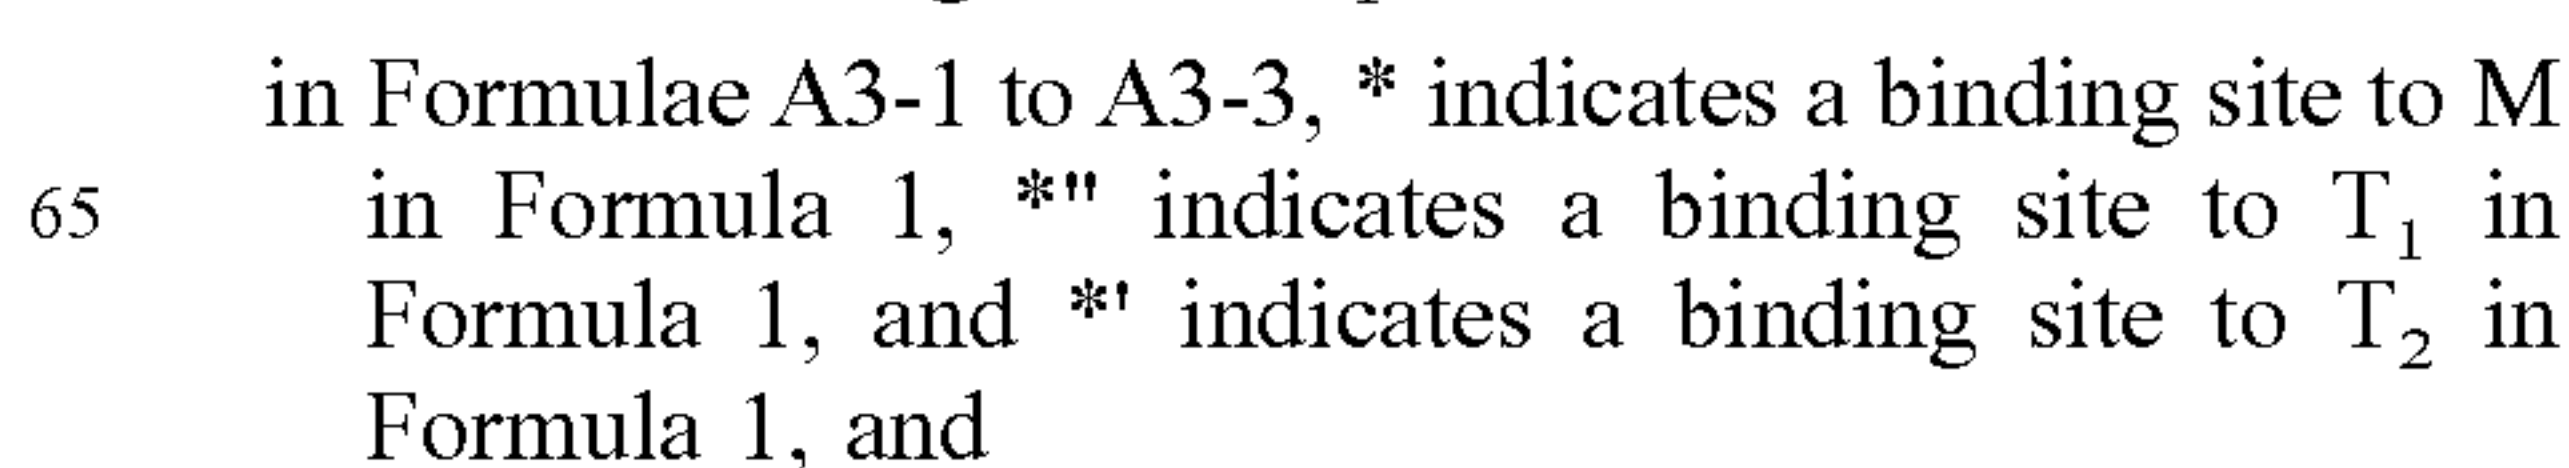 in Formulae A3-1 to A3-3, * indicates a binding site to M
65 in Formula 1, *" indicates a binding site to T₁ in
Formula 1, and *' indicates a binding site to T₂ in
Formula 1, and